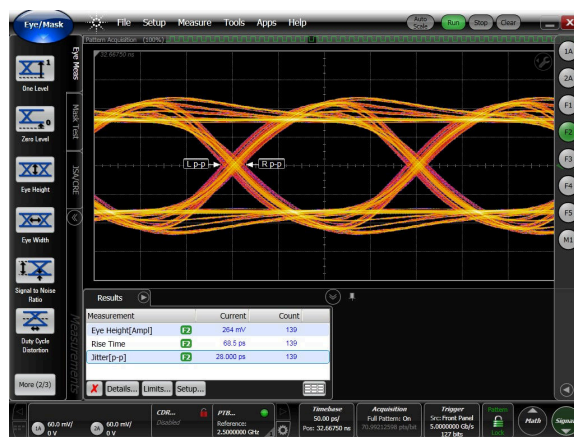 Eye/Mask
File Setup Measure Tools Apps Help
Auto Scale
Run
Stop
Clear
Pattern Acquisition (100%)
32.66750 ns
Eye Meas
Mask Test
JSA/CRE
One Level
Zero Level
Eye Height
Eye Width
Signal to Noise
Ratio
Duty Cycle
Distortion
More (2/3)
Measurements
L p-p
R p-p
1A
2A
F1
F2
F3
F4
F5
M1
Results
Measurement Current Count
Eye Height[Ampl] F2 264 mV 139
Rise Time F2 68.5 ps 139
Jitter[p-p] F2 28.000 ps 139
Details... Limits... Setup...
1A 60.0 mV/
0 V
2A 60.0 mV/
0 V
CDR...
Disabled
PTB...
Reference:
2.5000000 GHz
Timebase
50.00 ps/
Pos: 32.66750 ns
Acquisition
Full Pattern: On
Trigger
Src: Front Panel
5.0000000 Gb/s
127 bits
Pattern
Lock
Math
Signal